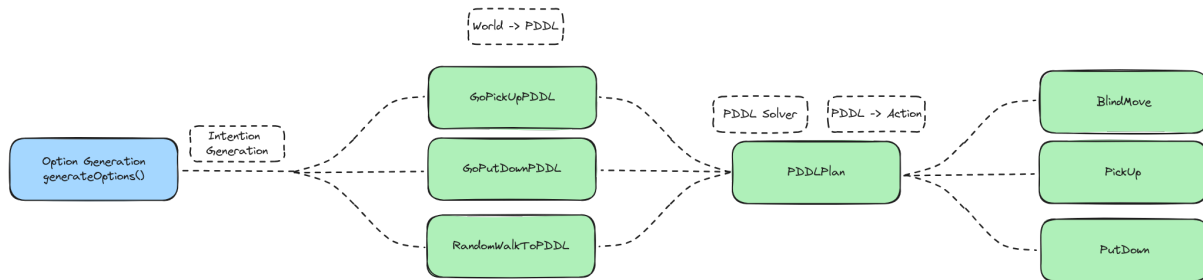 World -> PDDL
GoPickUpPDDL
BlindMove
PDDL Solver
PDDL -> Action
Intention
Generation
Option Generation
generateOptions()
GoPutDownPDDL
PDDLPlan
PickUp
RandomWalkToPDDL
PutDown